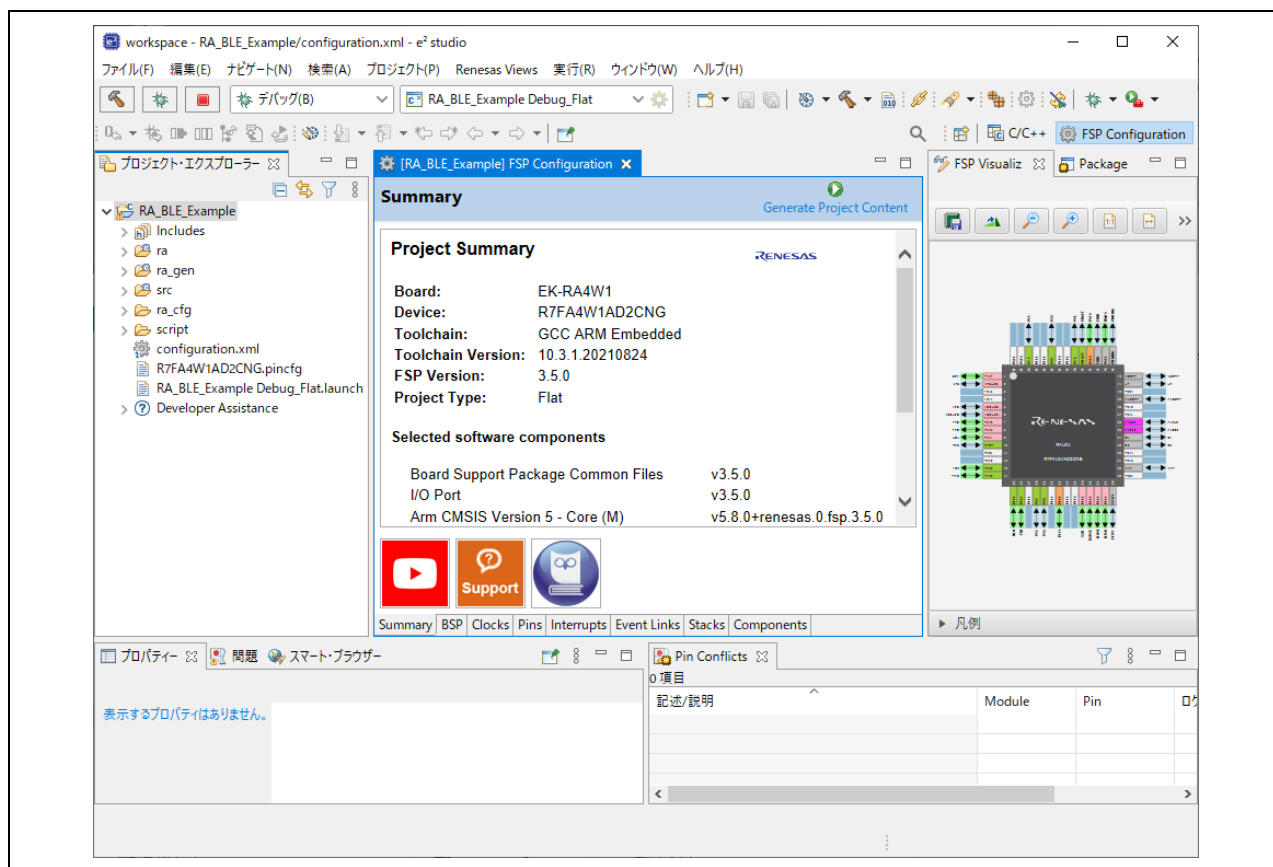 workspace - RA_BLE_Example/configuration.xml - e² studio
ファイル(F) 編集(E) ナビゲート(N) 検索(A) プロジェクト(P) Renesas Views 実行(R) ウィンドウ(W) ヘルプ(H)
デバッグ(B) RA_BLE_Example Debug_Flat
C/C++ FSP Configuration
プロジェクト・エクスプローラー
RA_BLE_Example
Includes
ra
ra_gen
src
ra_cfg
script
configuration.xml
R7FA4W1AD2CNG.pincfg
RA_BLE_Example Debug_Flat.launch
Developer Assistance
[RA_BLE_Example] FSP Configuration
Summary
Generate Project Content
Project Summary
RENESAS
Board: EK-RA4W1
Device: R7FA4W1AD2CNG
Toolchain: GCC ARM Embedded
Toolchain Version: 10.3.1.20210824
FSP Version: 3.5.0
Project Type: Flat
Selected software components
Board Support Package Common Files v3.5.0
I/O Port v3.5.0
Arm CMSIS Version 5 - Core (M) v5.8.0+renesas.0.fsp.3.5.0
Support
Summary BSP Clocks Pins Interrupts Event Links Stacks Components
FSP Visualiz Package
RENESAS
凡例
プロパティー 問題 スマート・ブラウザー
表示するプロパティはありません。
Pin Conflicts
0 項目
記述/説明 Module Pin